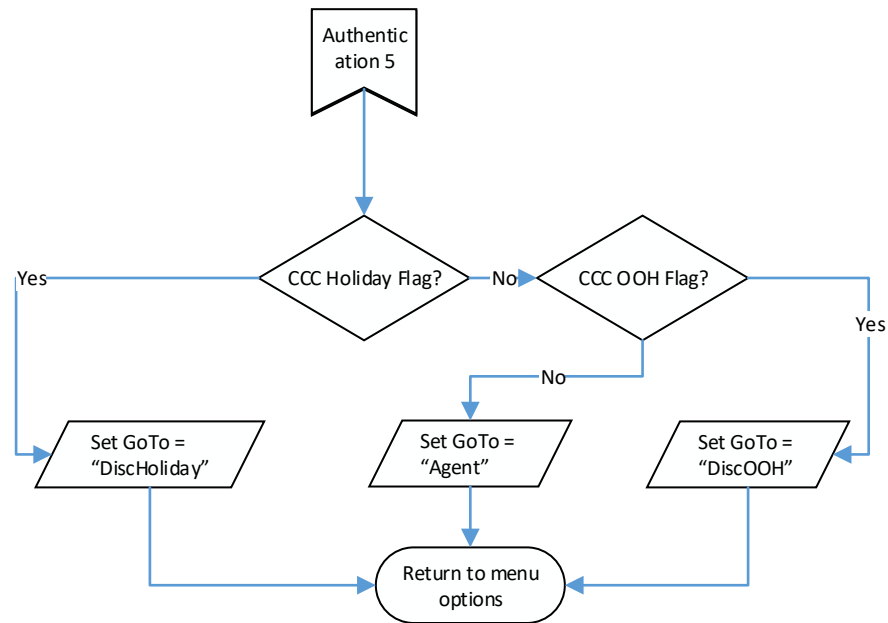 Authentic
ation 5
Yes
CCC Holiday Flag?
No
CCC OOH Flag?
Yes
No
Set GoTo =
“DiscHoliday”
Set GoTo =
“Agent”
Set GoTo =
“DiscOOH”
Return to menu
options